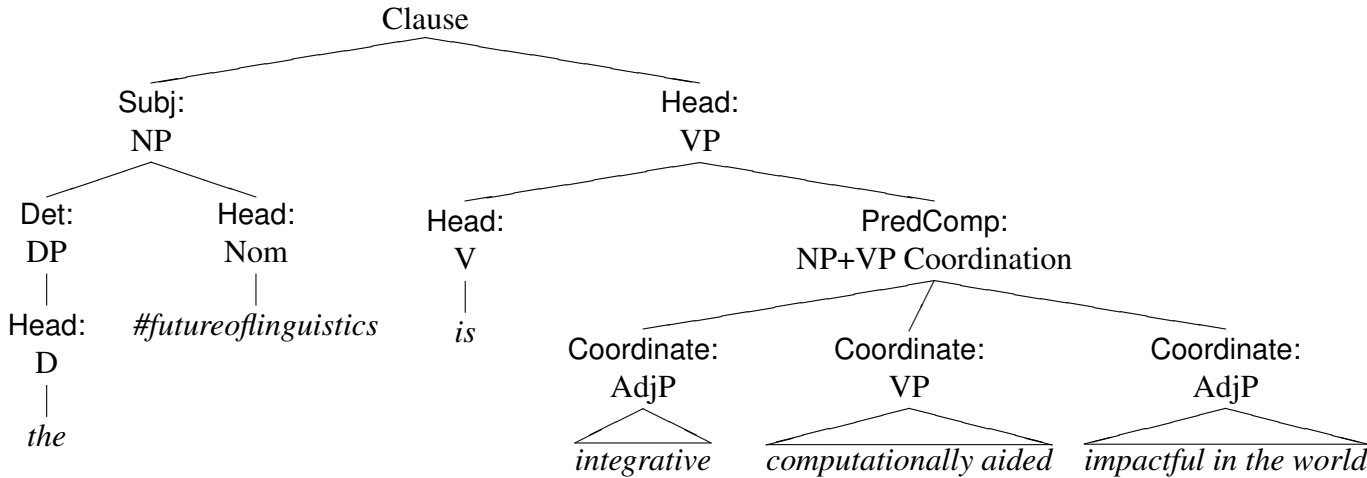 Clause
Subj: Head:
NP VP
Det: Head: Head: PredComp:
DP Nom V NP+VP Coordination
Head: #futureoflinguistics is Coordinate: Coordinate: Coordinate:
D AdjP VP AdjP
the integrative computationally aided impactful in the world